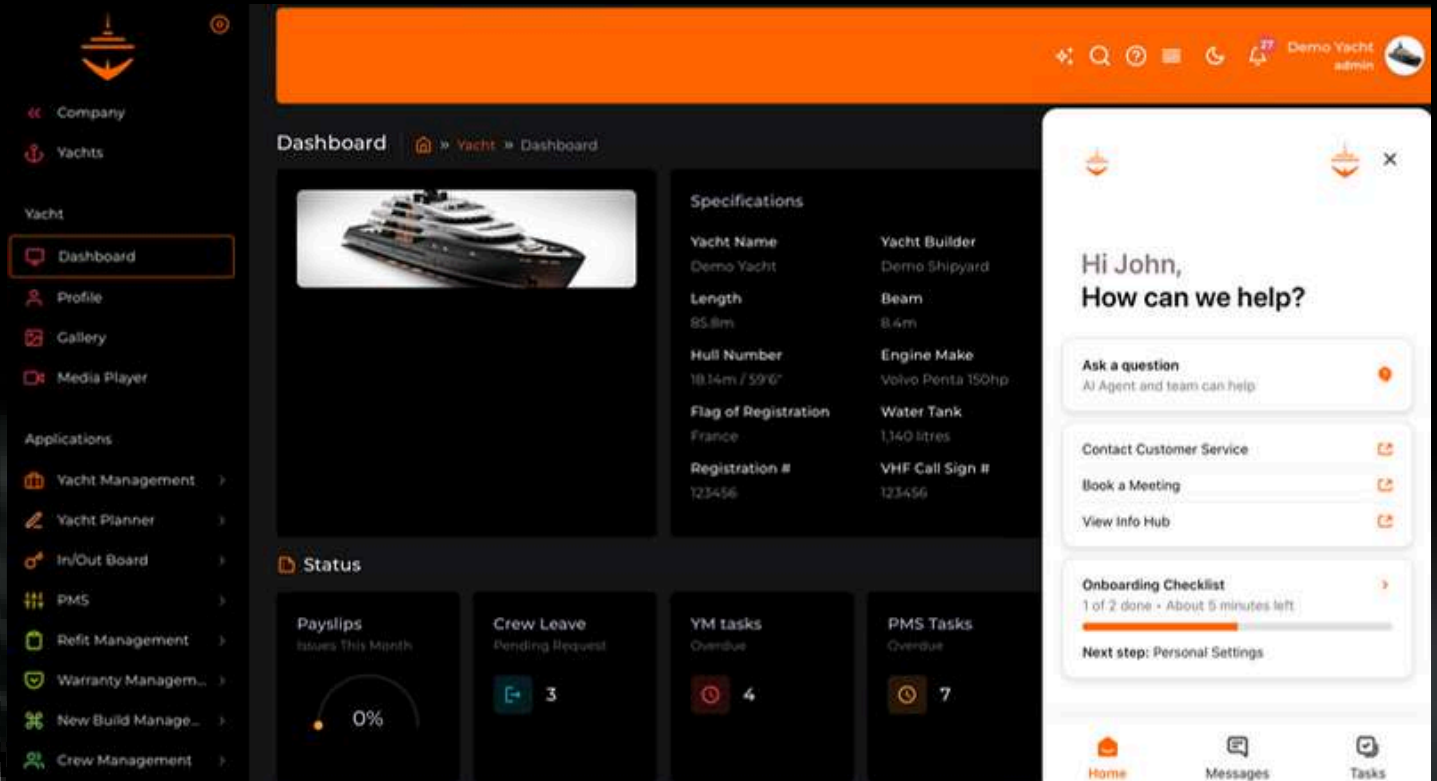 Company
Yachts
Yacht
Dashboard
Profile
Gallery
Media Player
Applications
Yacht Management
Yacht Planner
In/Out Board
PMS
Refit Management
Warranty Managem...
New Build Manage...
Crew Management
27
Demo Yacht
admin
Dashboard
» Yacht » Dashboard
Specifications
Yacht Name
Demo Yacht
Yacht Builder
Demo Shipyard
Length
85.8m
Beam
8.4m
Hull Number
18.14m / 59'6"
Engine Make
Volvo Penta 150hp
Flag of Registration
France
Water Tank
1,140 litres
Registration #
123456
VHF Call Sign #
123456
Status
Payslips
Issues This Month
0%
Crew Leave
Pending Request
3
YM tasks
Overdue
4
PMS Tasks
Overdue
7
Hi John,
How can we help?
Ask a question
AI Agent and team can help
Contact Customer Service
Book a Meeting
View Info Hub
Onboarding Checklist
1 of 2 done • About 5 minutes left
Next step: Personal Settings
Home
Messages
Tasks